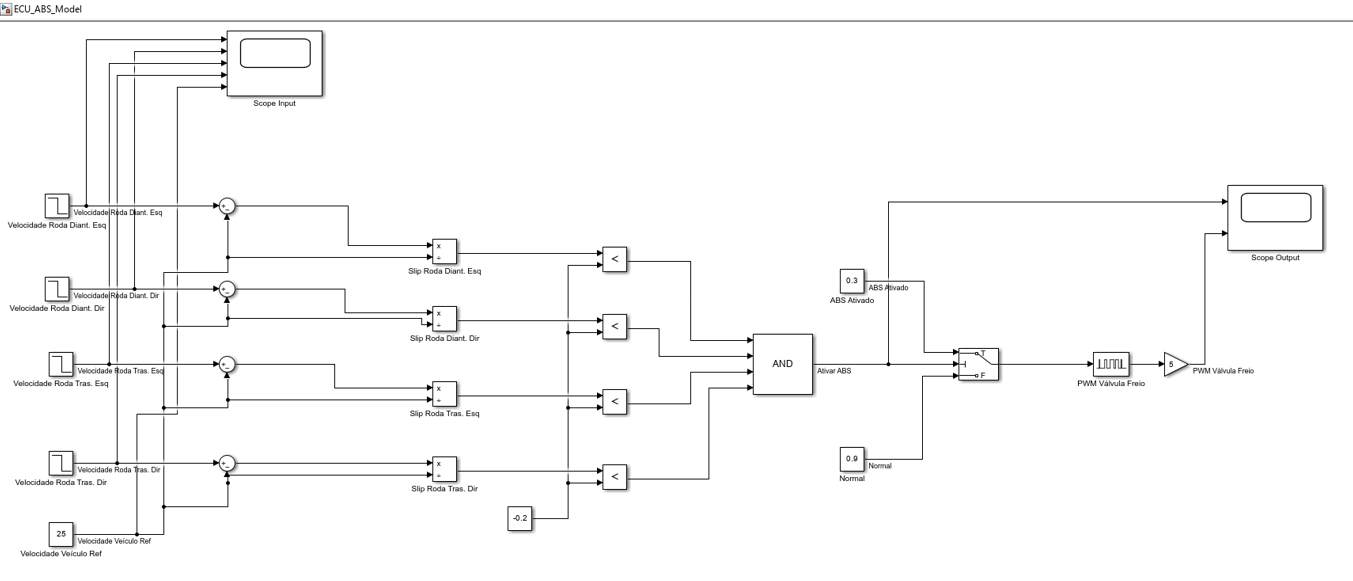 ECU_ABS_Model
Scope Input
Velocidade Roda Diant. Esq
Velocidade Roda Diant. Esq
+
-
x
÷
Slip Roda Diant. Esq
<
Scope Output
Velocidade Roda Diant. Dir
Velocidade Roda Diant. Dir
+
-
x
÷
Slip Roda Diant. Dir
<
0.3
ABS Ativado
ABS Ativado
Velocidade Roda Tras. Esq
Velocidade Roda Tras. Esq
+
-
x
÷
Slip Roda Tras. Esq
<
AND
Ativar ABS
T
F
PWM Válvula Freio
5
PWM Válvula Freio
Velocidade Roda Tras. Dir
Velocidade Roda Tras. Dir
+
-
x
÷
Slip Roda Tras. Dir
<
0.9
Normal
Normal
-0.2
25
Velocidade Veículo Ref
Velocidade Veículo Ref